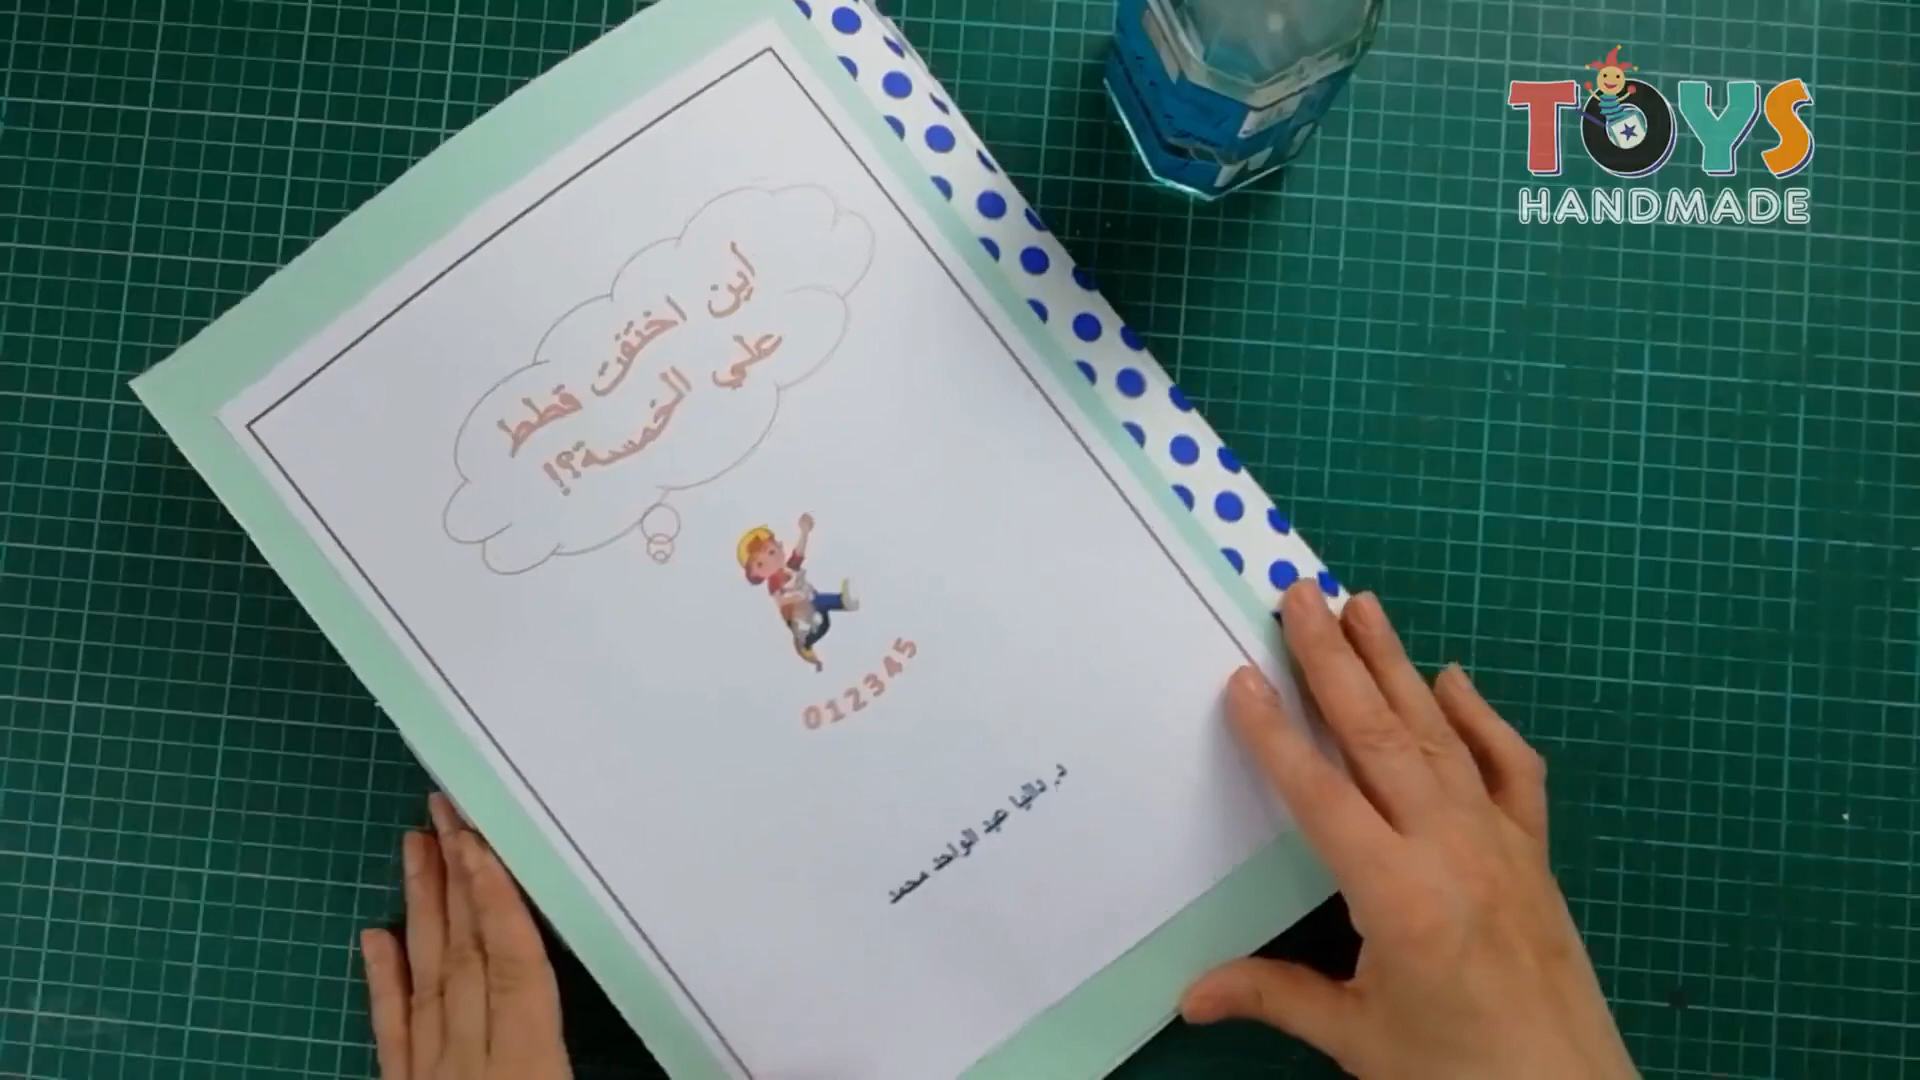 أين اختفت قطط
علي الخمسة؟!
012345
د. داليا عبد الواحد محمد
TOYS
HANDMADE